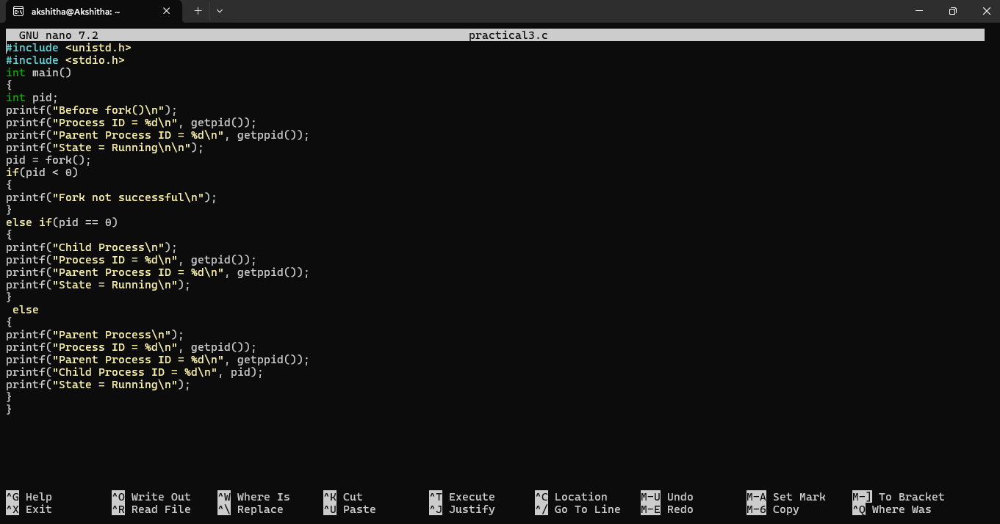 akshitha@Akshitha: ~
GNU nano 7.2 practical3.c
#include <unistd.h>
#include <stdio.h>
int main()
{
int pid;
printf("Before fork()\n");
printf("Process ID = %d\n", getpid());
printf("Parent Process ID = %d\n", getppid());
printf("State = Running\n\n");
pid = fork();
if(pid < 0)
{
printf("Fork not successful\n");
}
else if(pid == 0)
{
printf("Child Process\n");
printf("Process ID = %d\n", getpid());
printf("Parent Process ID = %d\n", getppid());
printf("State = Running\n");
}
 else
{
printf("Parent Process\n");
printf("Process ID = %d\n", getpid());
printf("Parent Process ID = %d\n", getppid());
printf("Child Process ID = %d\n", pid);
printf("State = Running\n");
}
}
^G Help ^O Write Out ^W Where Is ^K Cut ^T Execute ^C Location M-U Undo M-A Set Mark M-] To Bracket
^X Exit ^R Read File ^\ Replace ^U Paste ^J Justify ^/ Go To Line M-E Redo M-6 Copy ^Q Where Was